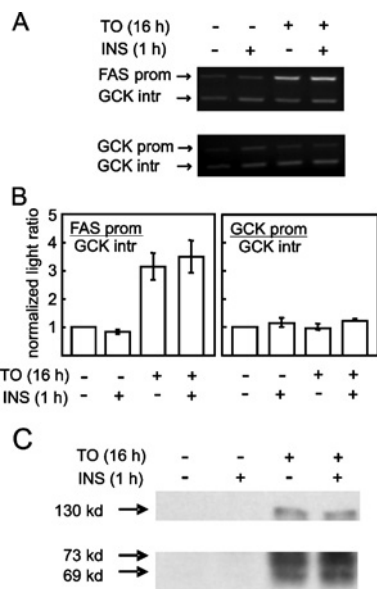 A
TO (16 h) - - + +
INS (1 h) - + - +
FAS prom →
GCK intr →
GCK prom →
GCK intr →
B
normalized light ratio
5
4
3
2
1
FAS prom
GCK intr
GCK prom
GCK intr
TO (16 h) - - + + - - + +
INS (1 h) - + - + - + - +
C
TO (16 h) - - + +
INS (1 h) - + - +
130 kd →
73 kd →
69 kd →